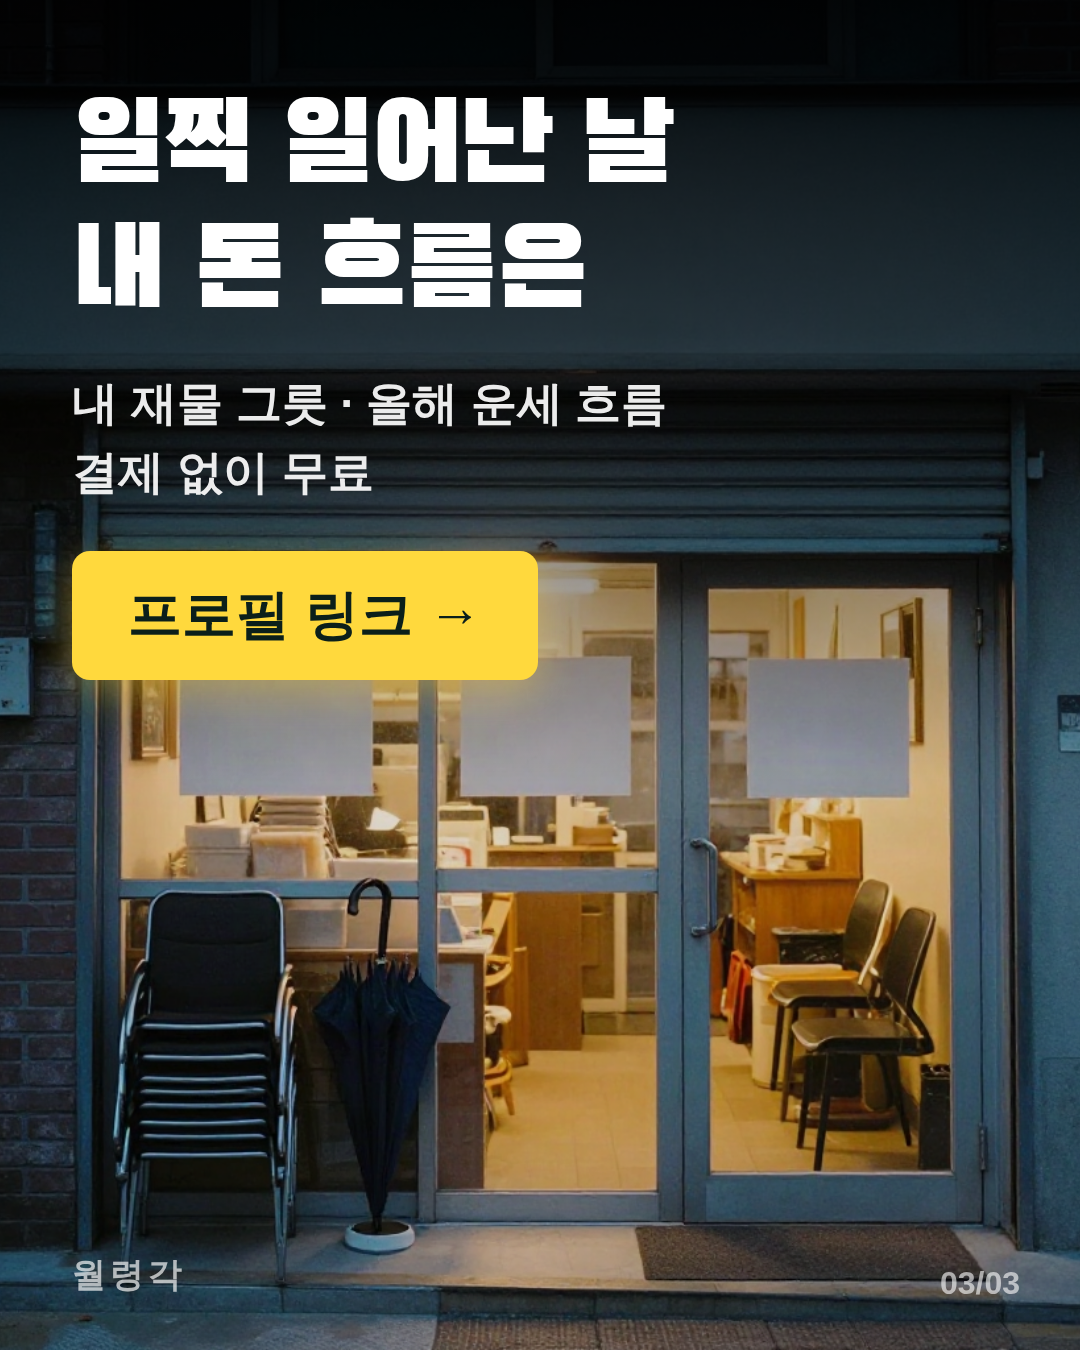 일찍 일어난 날
내 돈 흐름은
내 재물 그릇 · 올해 운세 흐름
결제 없이 무료
프로필 링크 →
월령각
03/03